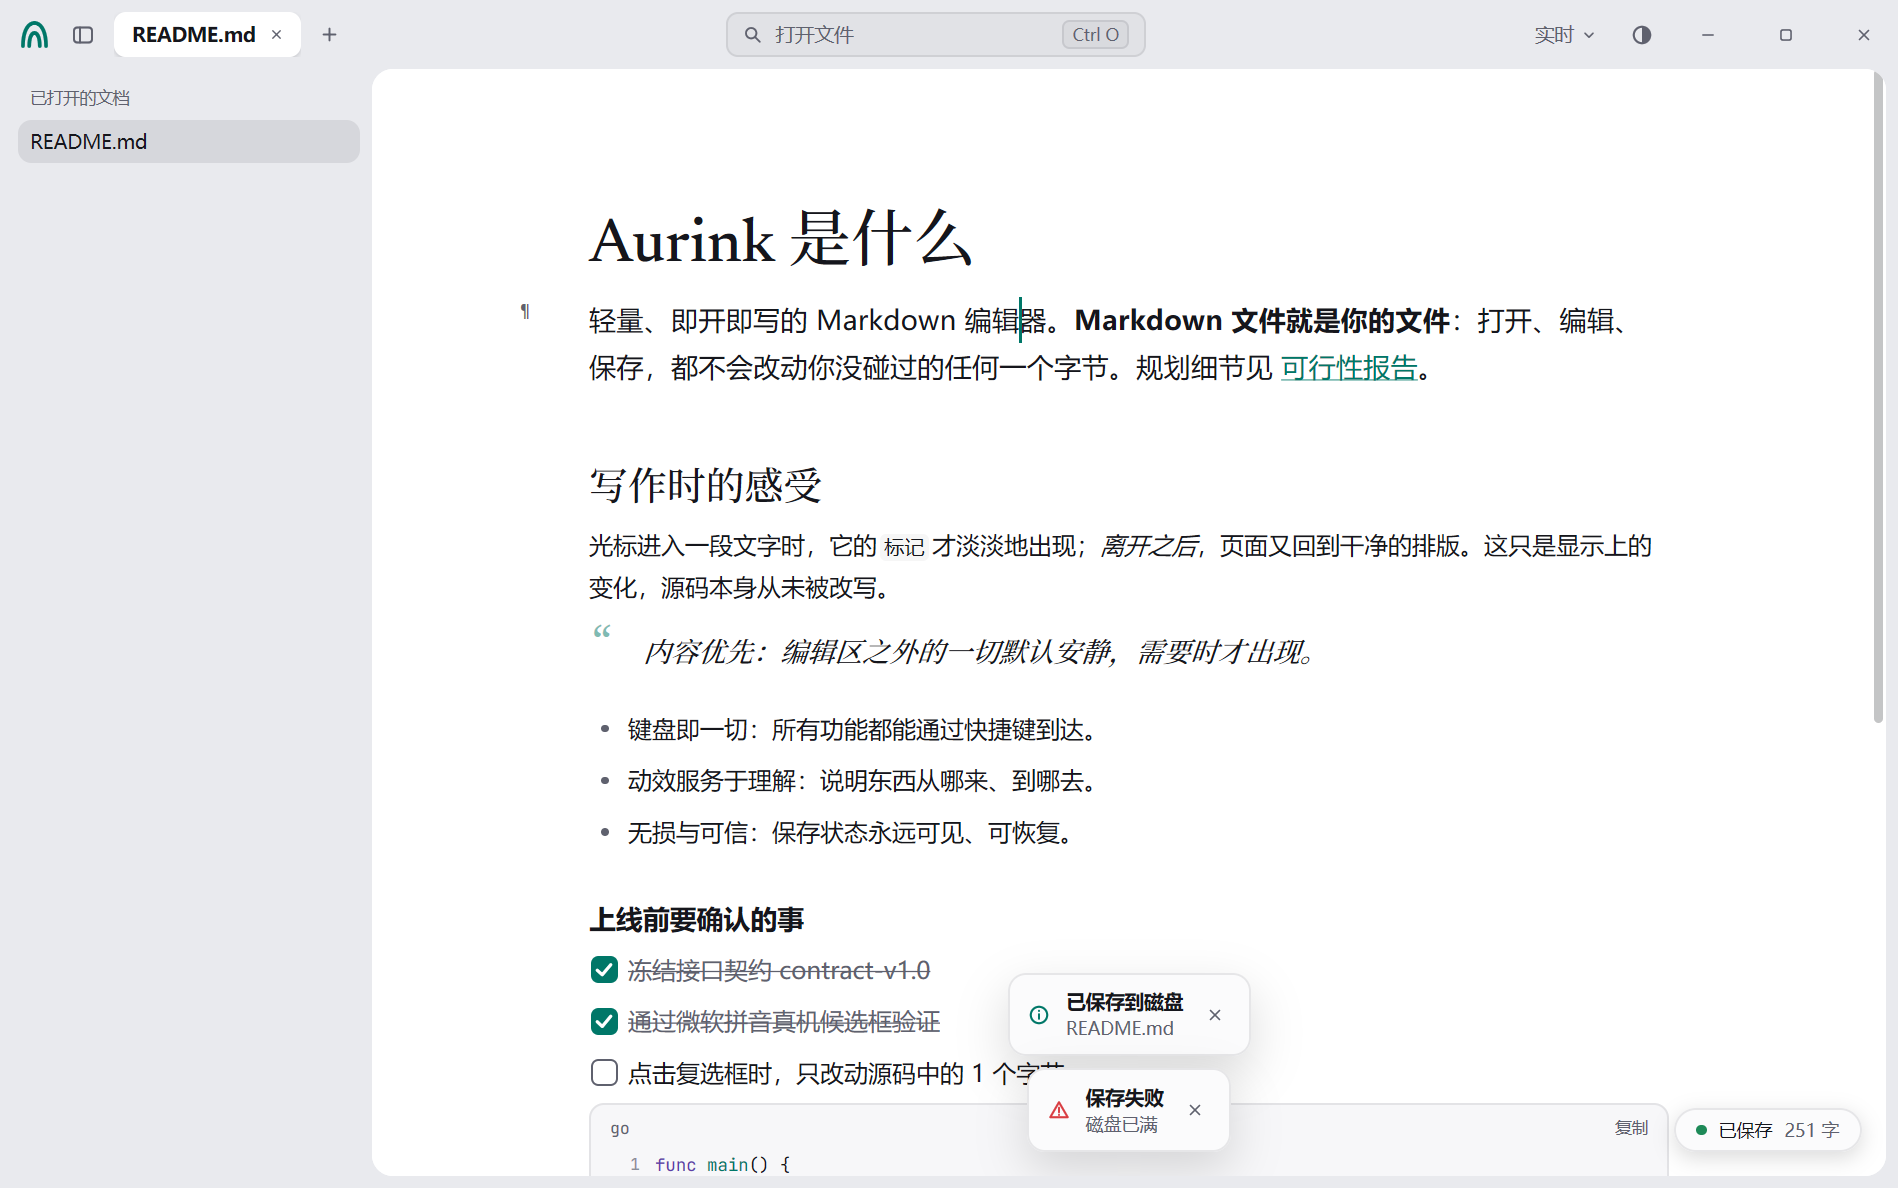 README.md
打开文件
Ctrl O
实时
已打开的文档
README.md
Aurink 是什么
¶
轻量、即开即写的 Markdown 编辑器。Markdown 文件就是你的文件：打开、编辑、
保存，都不会改动你没碰过的任何一个字节。规划细节见 可行性报告。
写作时的感受
光标进入一段文字时，它的 标记 才淡淡地出现；离开之后，页面又回到干净的排版。这只是显示上的
变化，源码本身从未被改写。
“
内容优先：编辑区之外的一切默认安静，需要时才出现。
• 键盘即一切：所有功能都能通过快捷键到达。
• 动效服务于理解：说明东西从哪来、到哪去。
• 无损与可信：保存状态永远可见、可恢复。
上线前要确认的事
冻结接口契约 contract-v1.0
通过微软拼音真机候选框验证
点击复选框时，只改动源码中的 1 个字节
已保存到磁盘
README.md
保存失败
磁盘已满
go
复制
1 func main() {
已保存 251 字